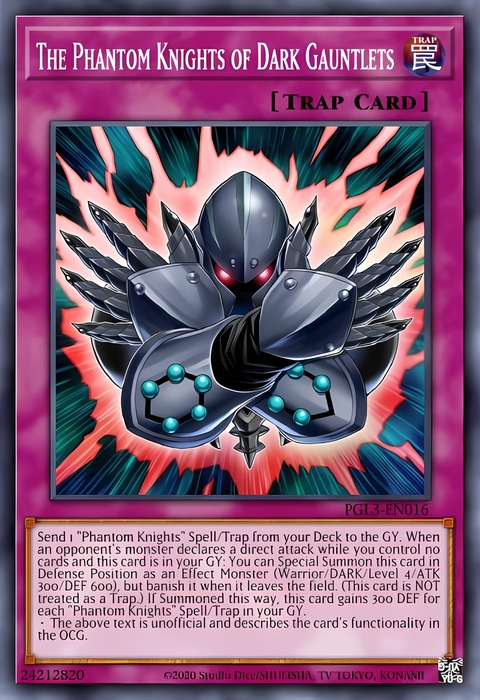 THE PHANTOM KNIGHTS OF DARK GAUNTLETS
TRAP
罠
[TRAP CARD]
PGL3-EN016
Send 1 "Phantom Knights" Spell/Trap from your Deck to the GY. When
an opponent's monster declares a direct attack while you control no
cards and this card is in your GY: You can Special Summon this card in
Defense Position as an Effect Monster (Warrior/DARK/Level 4/ATK
300/DEF 600), but banish it when it leaves the field. (This card is NOT
treated as a Trap.) If Summoned this way, this card gains 300 DEF for
each "Phantom Knights" Spell/Trap in your GY.
· The above text is unofficial and describes the card's functionality in
the OCG.
24212820
©2020 Studio Dice/SHUEISHA, TV TOKYO, KONAMI